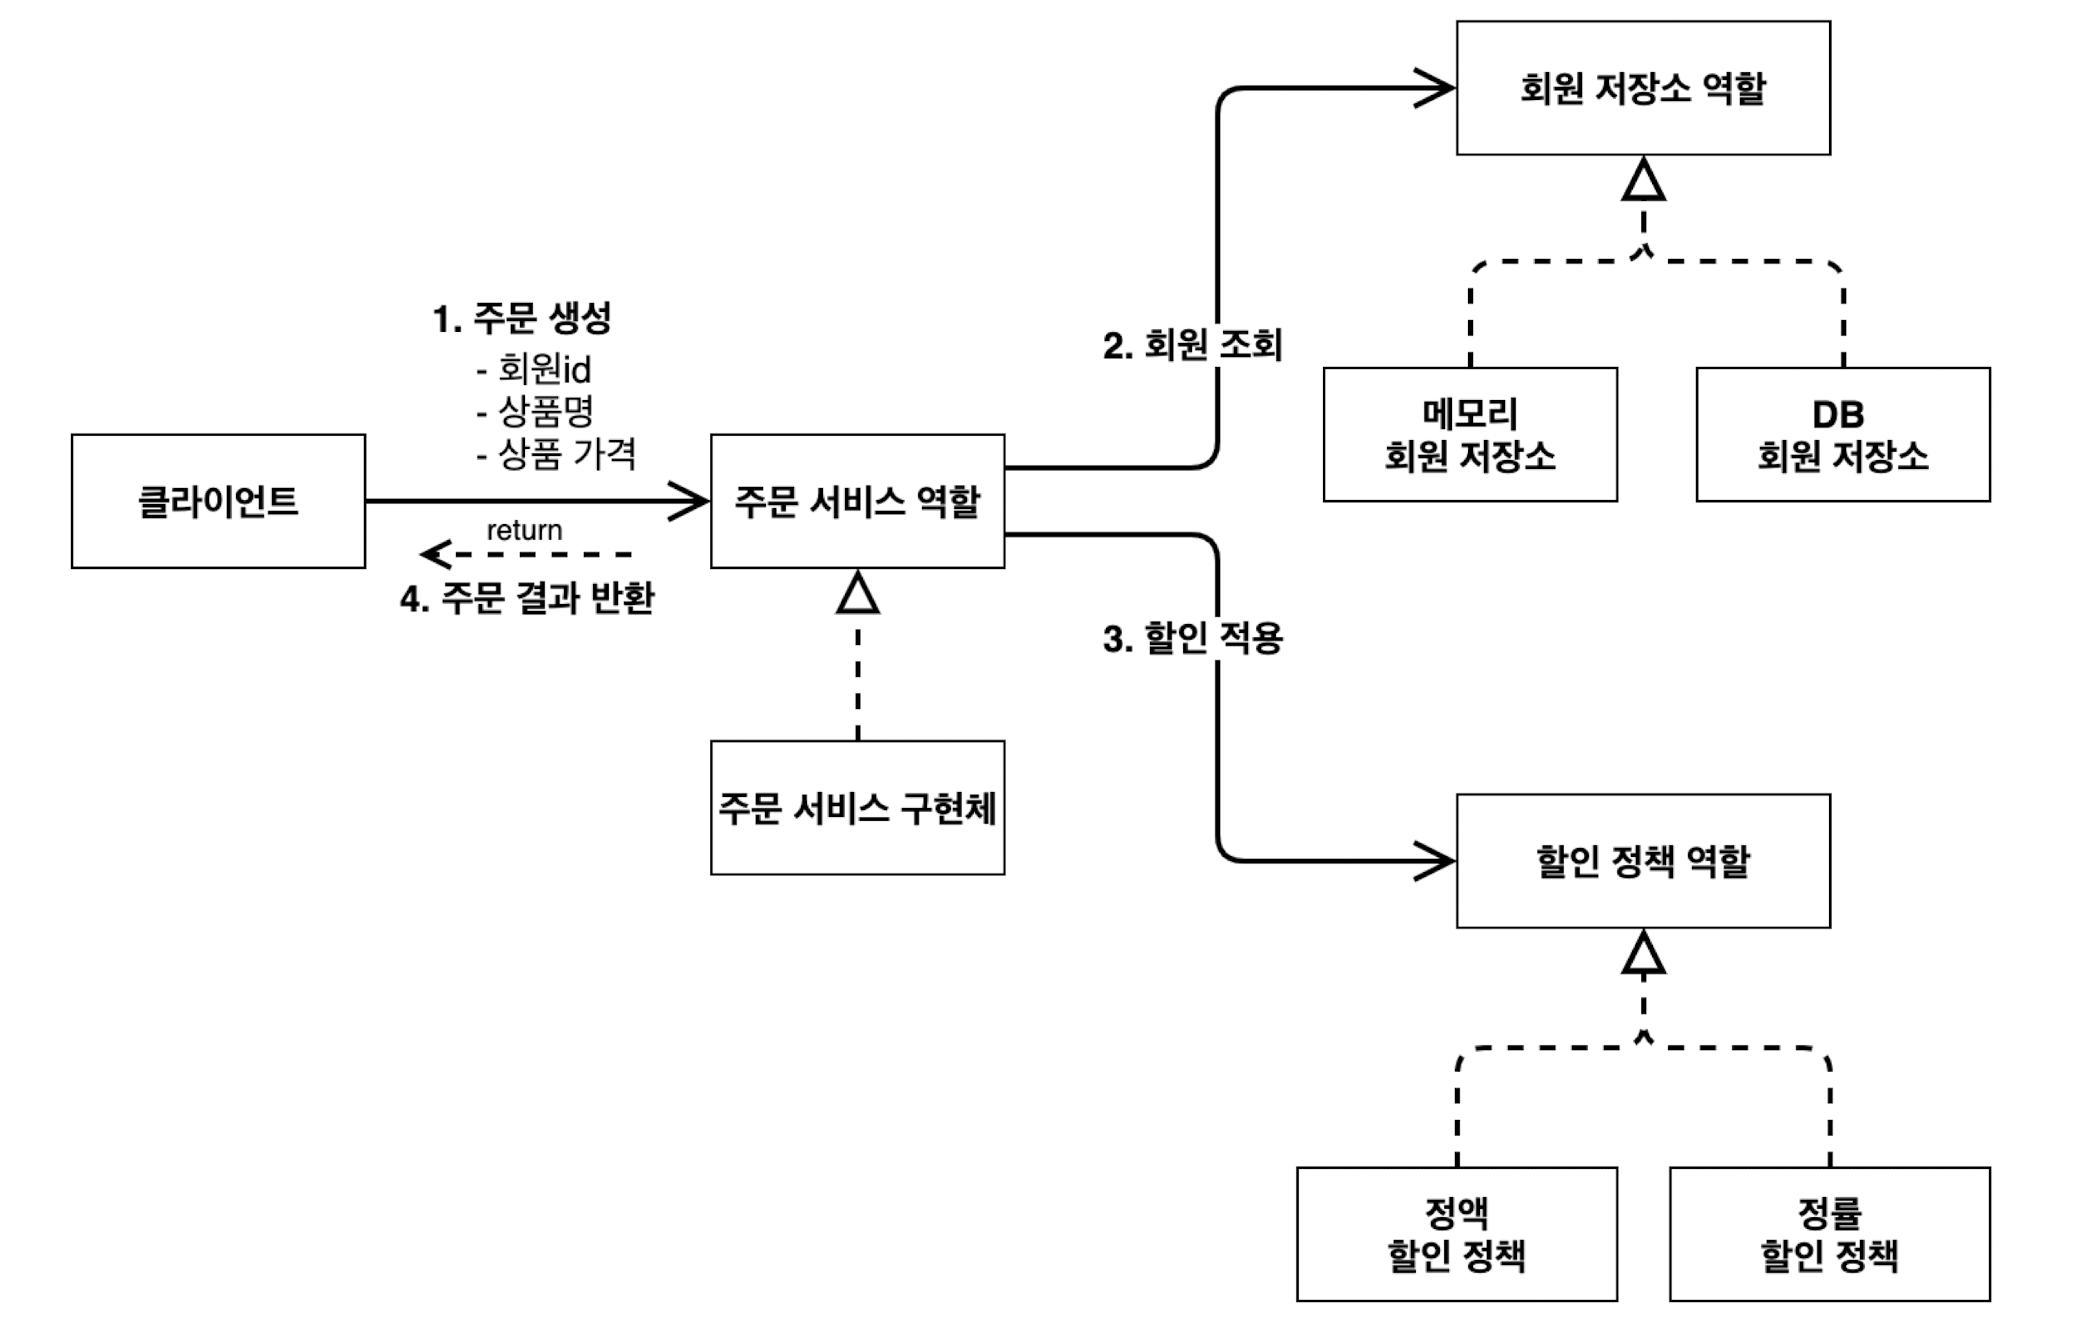 회원 저장소 역할
1. 주문 생성
- 회원id
- 상품명
- 상품 가격
2. 회원 조회
메모리
회원 저장소
DB
회원 저장소
클라이언트
주문 서비스 역할
return
4. 주문 결과 반환
3. 할인 적용
주문 서비스 구현체
할인 정책 역할
정액
할인 정책
정률
할인 정책